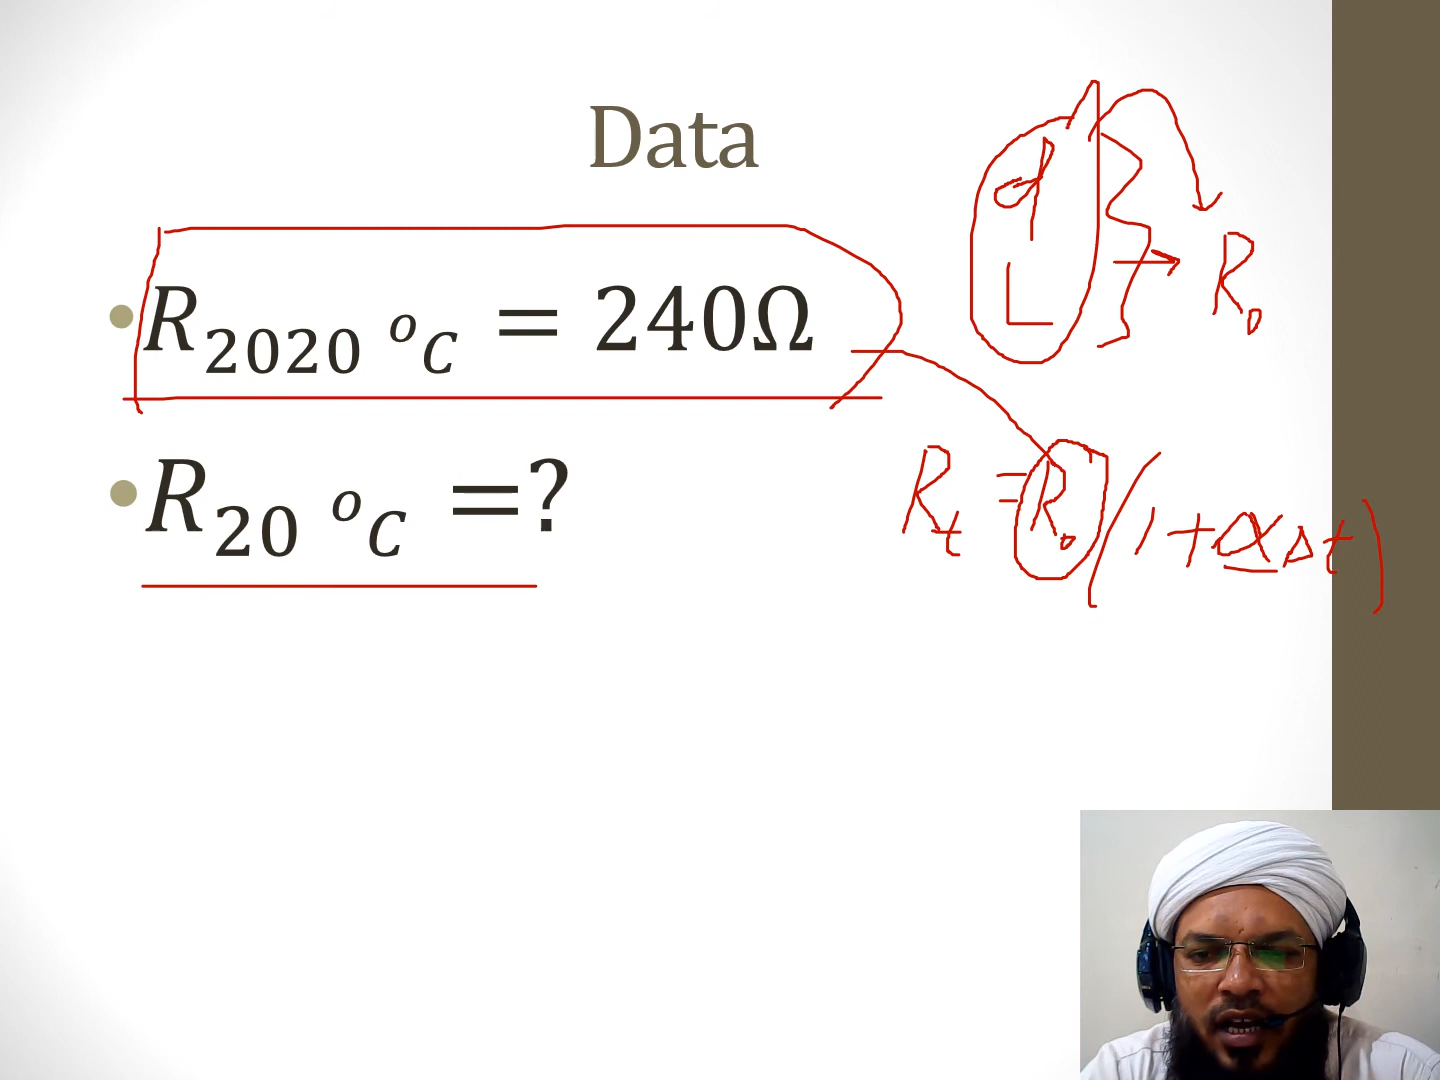 Data
R₂₀₂₀ °C = 240Ω
R₂₀ °C =?
L
R₀
Rₜ = R₀(1+αΔt)